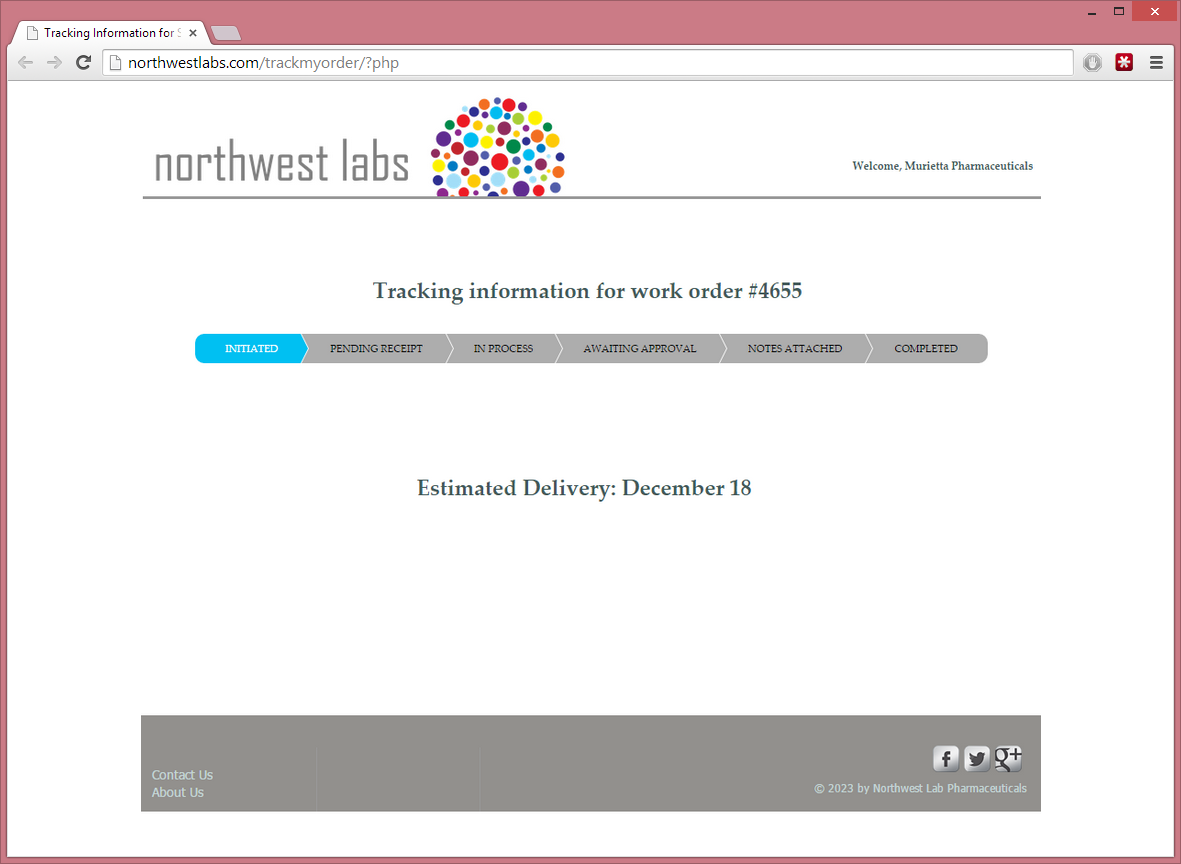 Tracking Information for S
northwestlabs.com/trackmyorder/?php
northwest labs
Welcome, Murietta Pharmaceuticals
Tracking information for work order #4655
INITIATED PENDING RECEIPT IN PROCESS AWAITING APPROVAL NOTES ATTACHED COMPLETED
Estimated Delivery: December 18
Contact Us
About Us
© 2023 by Northwest Lab Pharmaceuticals